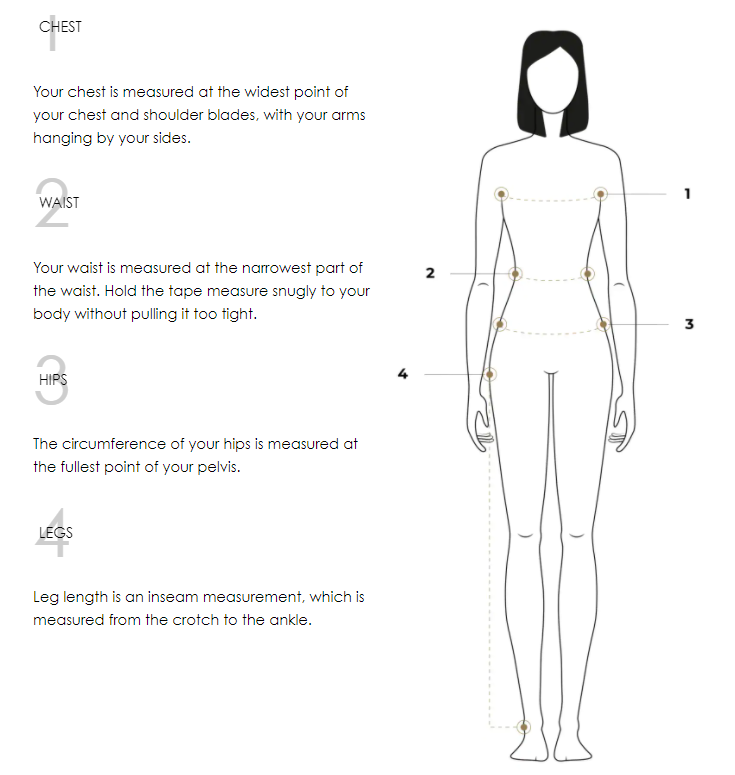 1
CHEST
Your chest is measured at the widest point of
your chest and shoulder blades, with your arms
hanging by your sides.
2
WAIST
Your waist is measured at the narrowest part of
the waist. Hold the tape measure snugly to your
body without pulling it too tight.
3
HIPS
The circumference of your hips is measured at
the fullest point of your pelvis.
4
LEGS
Leg length is an inseam measurement, which is
measured from the crotch to the ankle.
1
2
3
4